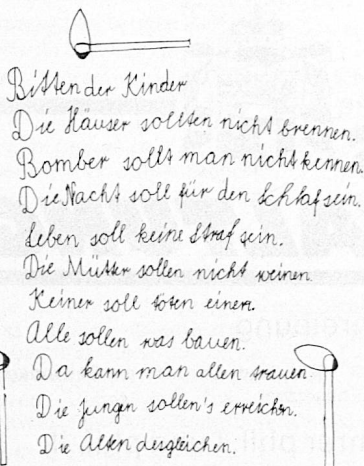 Bitten der Kinder
Die Häuser sollten nicht brennen.
Bomber sollt man nicht kennen.
Die Nacht soll für den Schlaf sein.
Leben soll keine Straf sein.
Die Mütter sollen nicht weinen.
Keiner soll töten einen.
Alle sollen was bauen.
Da kann man allen trauen.
Die Jungen sollen's erreichen.
Die Alten desgleichen.